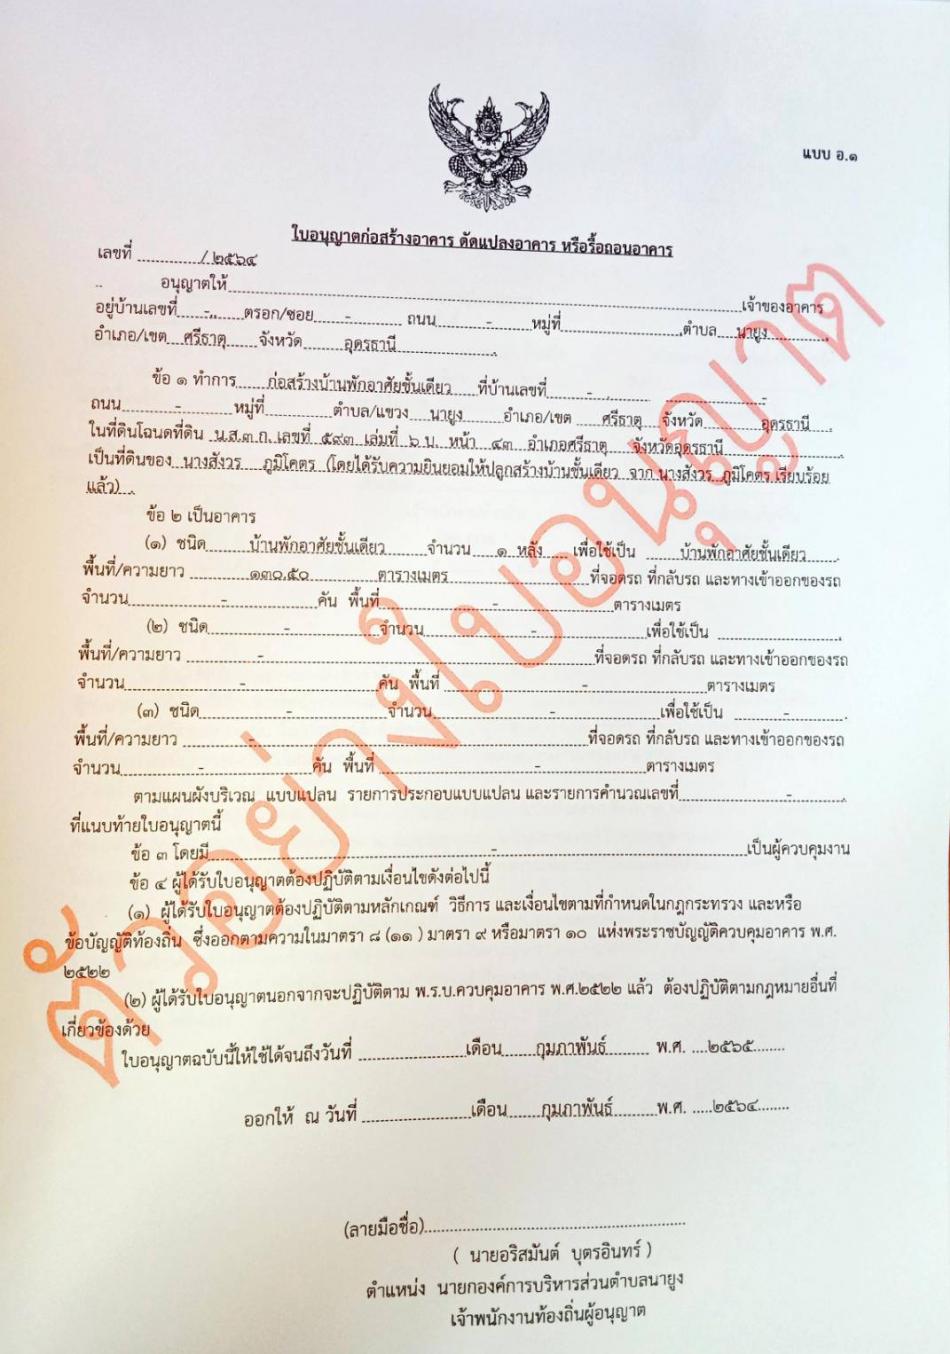 แบบ อ.๑
ใบอนุญาตก่อสร้างอาคาร ดัดแปลงอาคาร หรือรื้อถอนอาคาร
เลขที่ ............./ ๒๕๖๔
.. อนุญาตให้..............................เจ้าของอาคาร
อยู่บ้านเลขที่......-,,......ตรอก/ซอย......-........... ถนน.........-.........หมู่ที่......................ตำบล...นายูง..........
อำเภอ/เขต...ศรีธาตุ......จังหวัด........อุดรธานี....................
ข้อ ๑ ทำการ.....ก่อสร้างบ้านพักอาศัยชั้นเดียว.....ที่บ้านเลขที่........-..,........ ....................-
ถนน...........-...........หมู่ที่.............ตำบล/แขวง...นายูง........อำเภอ/เขต.....ศรีธาตุ....จังหวัด............อุดรธานี....
ในที่ดินโฉนดที่ดิน น.ส.๓.ก. เลขที่ ๕๙๓ เล่มที่ ๖ บ. หน้า ๔๓ อำเภอศรีธาตุ จังหวัดอุดรธานี
เป็นที่ดินของ นางสังวร ภูมิโคตร (โดยได้รับความยินยอมให้ปลูกสร้างบ้านชั้นเดียว จาก นางสังวร ภูมิโคตร เรียบร้อย
แล้ว)....
ข้อ ๒ เป็นอาคาร
(๑) ชนิด........บ้านพักอาศัยชั้นเดียว........จำนวน.....๑ หลัง.... เพื่อใช้เป็น ......บ้านพักอาศัยชั้นเดียว......
พื้นที่/ความยาว ...........๑๓๐.๕๐.............ตารางเมตร......................ที่จอดรถ ที่กลับรถ และทางเข้าออกของรถ
จำนวน..................-..................คัน พื้นที่......................-......................ตารางเมตร
(๒) ชนิด..............-..............จำนวน.................-.................เพื่อใช้เป็น ....................
พื้นที่/ความยาว .............-............................................ที่จอดรถ ที่กลับรถ และทางเข้าออกของรถ
จำนวน......................-......................คัน พื้นที่ ......................-......................ตารางเมตร
(๓) ชนิด................-................จำนวน...................-...................เพื่อใช้เป็น ........-.........
พื้นที่/ความยาว ..........................................................ที่จอดรถ ที่กลับรถ และทางเข้าออกของรถ
จำนวน................-................คัน พื้นที่ ......................-......................ตารางเมตร
ตามแผนผังบริเวณ แบบแปลน รายการประกอบแบบแปลน และรายการคำนวณเลขที่...............-..........
ที่แนบท้ายใบอนุญาตนี้
ข้อ ๓ โดยมี..............................-..............................เป็นผู้ควบคุมงาน
ข้อ ๔ ผู้ได้รับใบอนุญาตต้องปฏิบัติตามเงื่อนไขดังต่อไปนี้
(๑) ผู้ได้รับใบอนุญาตต้องปฏิบัติตามหลักเกณฑ์ วิธีการ และเงื่อนไขตามที่กำหนดในกฎกระทรวง และหรือ
ข้อบัญญัติท้องถิ่น ซึ่งออกตามความในมาตรา ๘ (๑๑ ) มาตรา ๙ หรือมาตรา ๑๐ แห่งพระราชบัญญัติควบคุมอาคาร พ.ศ.
๒๕๒๒
(๒) ผู้ได้รับใบอนุญาตนอกจากจะปฏิบัติตาม พ.ร.บ.ควบคุมอาคาร พ.ศ.๒๕๒๒ แล้ว ต้องปฏิบัติตามกฎหมายอื่นที่
เกี่ยวข้องด้วย
ใบอนุญาตฉบับนี้ให้ใช้ได้จนถึงวันที่ ...................เดือน......กุมภาพันธ์........ พ.ศ. ....๒๕๖๕........
ออกให้ ณ วันที่ ...................เดือน......กุมภาพันธ์........พ.ศ. .....๒๕๖๔........
(ลายมือชื่อ)..................................................
( นายอริสมันต์ บุตรอินทร์ )
ตำแหน่ง นายกองค์การบริหารส่วนตำบลนายูง
เจ้าพนักงานท้องถิ่นผู้อนุญาต
ตัวอย่างใบอนุญาต